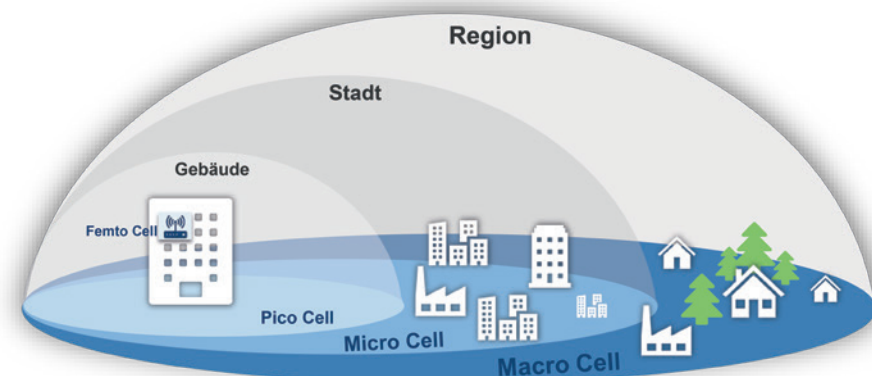 Region
Stadt
Gebäude
Femto Cell
Pico Cell
Micro Cell
Macro Cell